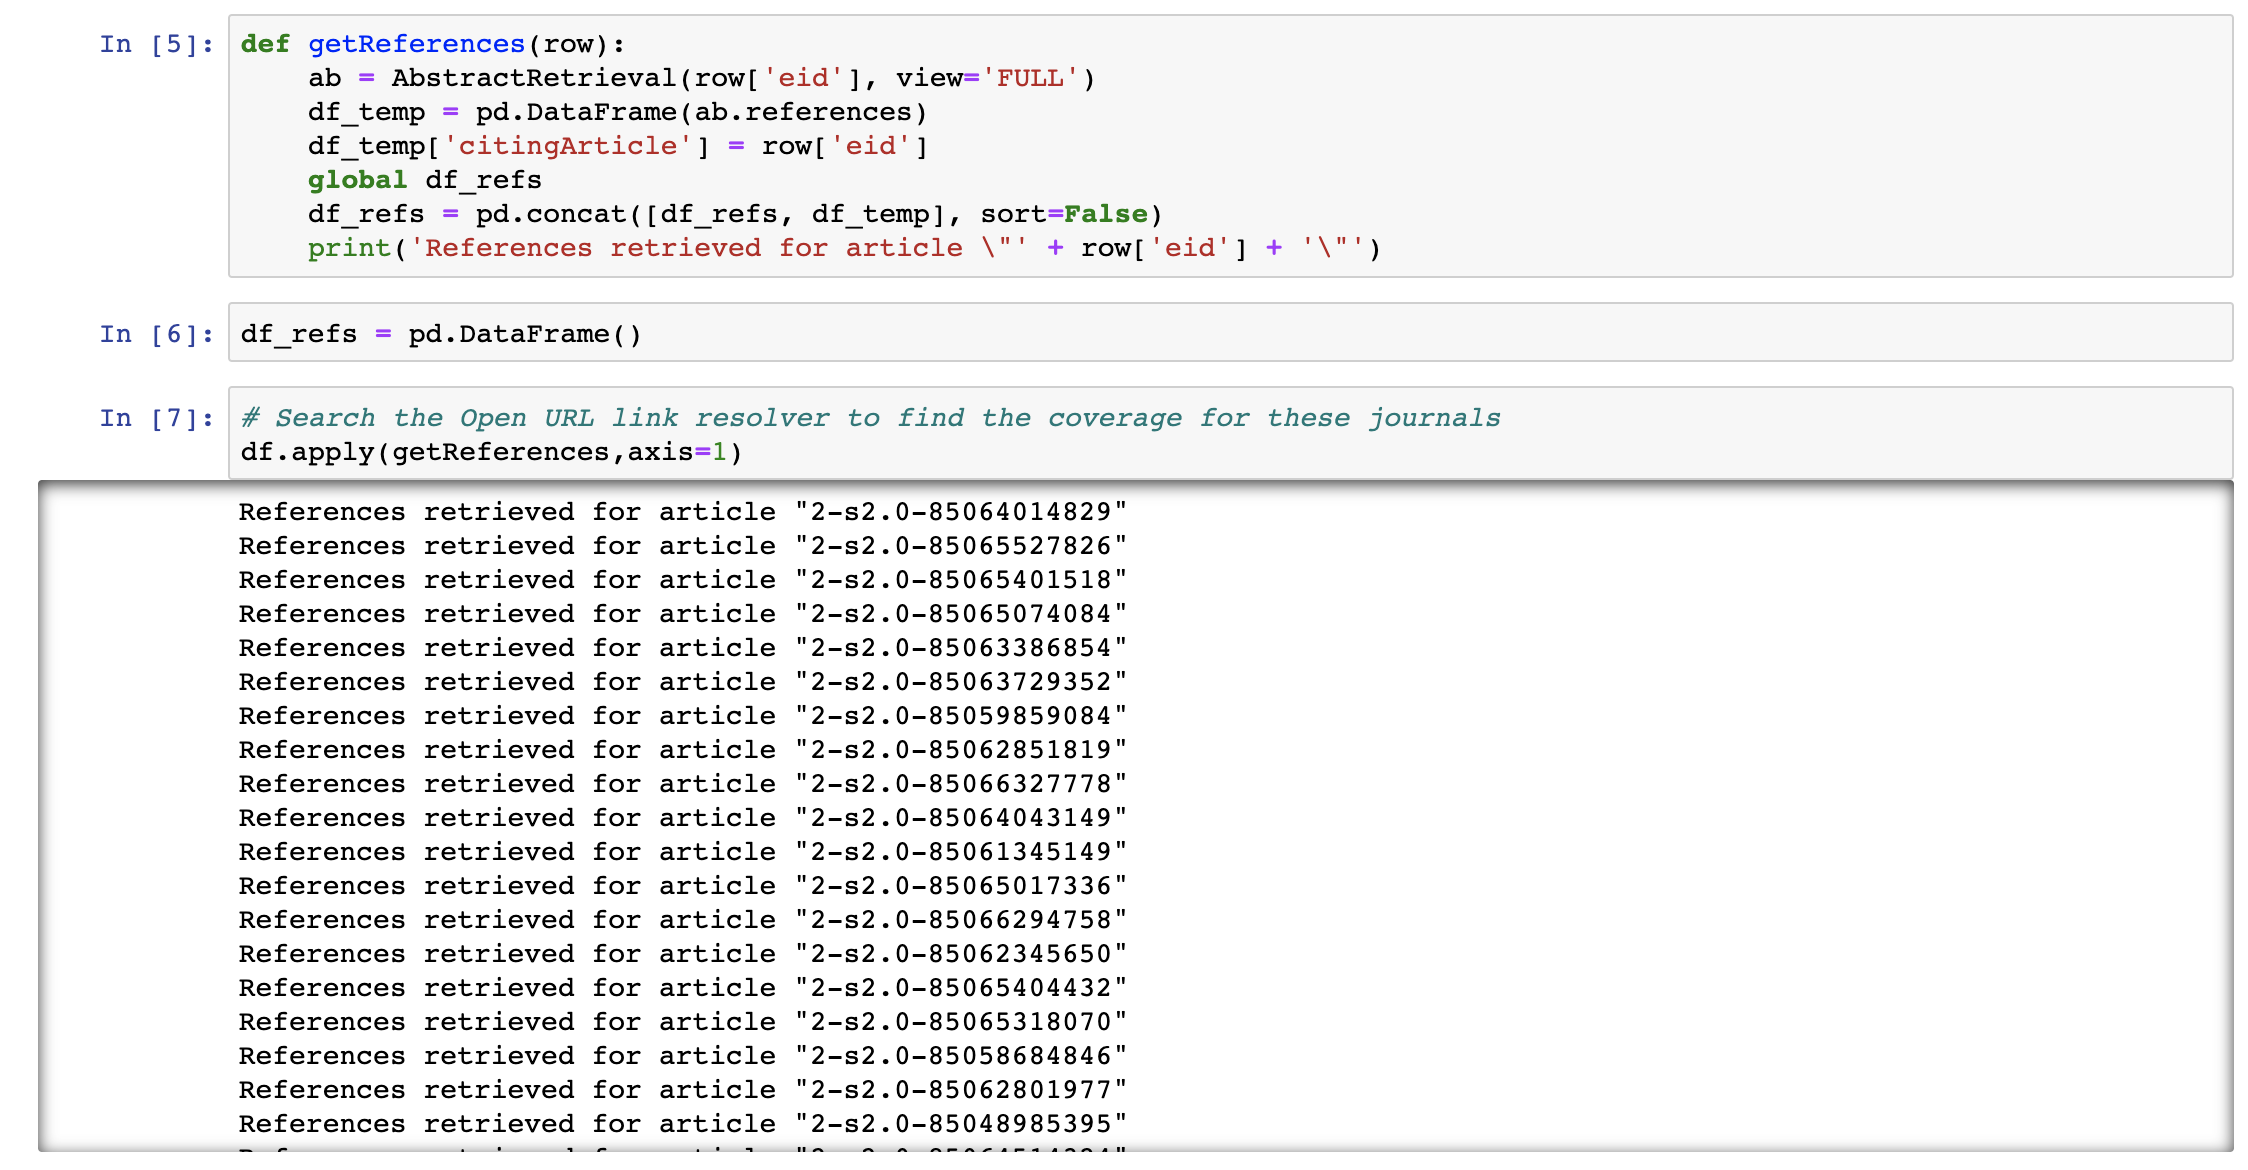 In [5]: def getReferences(row):
    ab = AbstractRetrieval(row['eid'], view='FULL')
    df_temp = pd.DataFrame(ab.references)
    df_temp['citingArticle'] = row['eid']
    global df_refs
    df_refs = pd.concat([df_refs, df_temp], sort=False)
    print('References retrieved for article \"' + row['eid'] + '\"')
In [6]: df_refs = pd.DataFrame()
In [7]: # Search the Open URL link resolver to find the coverage for these journals
df.apply(getReferences,axis=1)
References retrieved for article "2-s2.0-85064014829"
References retrieved for article "2-s2.0-85065527826"
References retrieved for article "2-s2.0-85065401518"
References retrieved for article "2-s2.0-85065074084"
References retrieved for article "2-s2.0-85063386854"
References retrieved for article "2-s2.0-85063729352"
References retrieved for article "2-s2.0-85059859084"
References retrieved for article "2-s2.0-85062851819"
References retrieved for article "2-s2.0-85066327778"
References retrieved for article "2-s2.0-85064043149"
References retrieved for article "2-s2.0-85061345149"
References retrieved for article "2-s2.0-85065017336"
References retrieved for article "2-s2.0-85066294758"
References retrieved for article "2-s2.0-85062345650"
References retrieved for article "2-s2.0-85065404432"
References retrieved for article "2-s2.0-85065318070"
References retrieved for article "2-s2.0-85058684846"
References retrieved for article "2-s2.0-85062801977"
References retrieved for article "2-s2.0-85048985395"